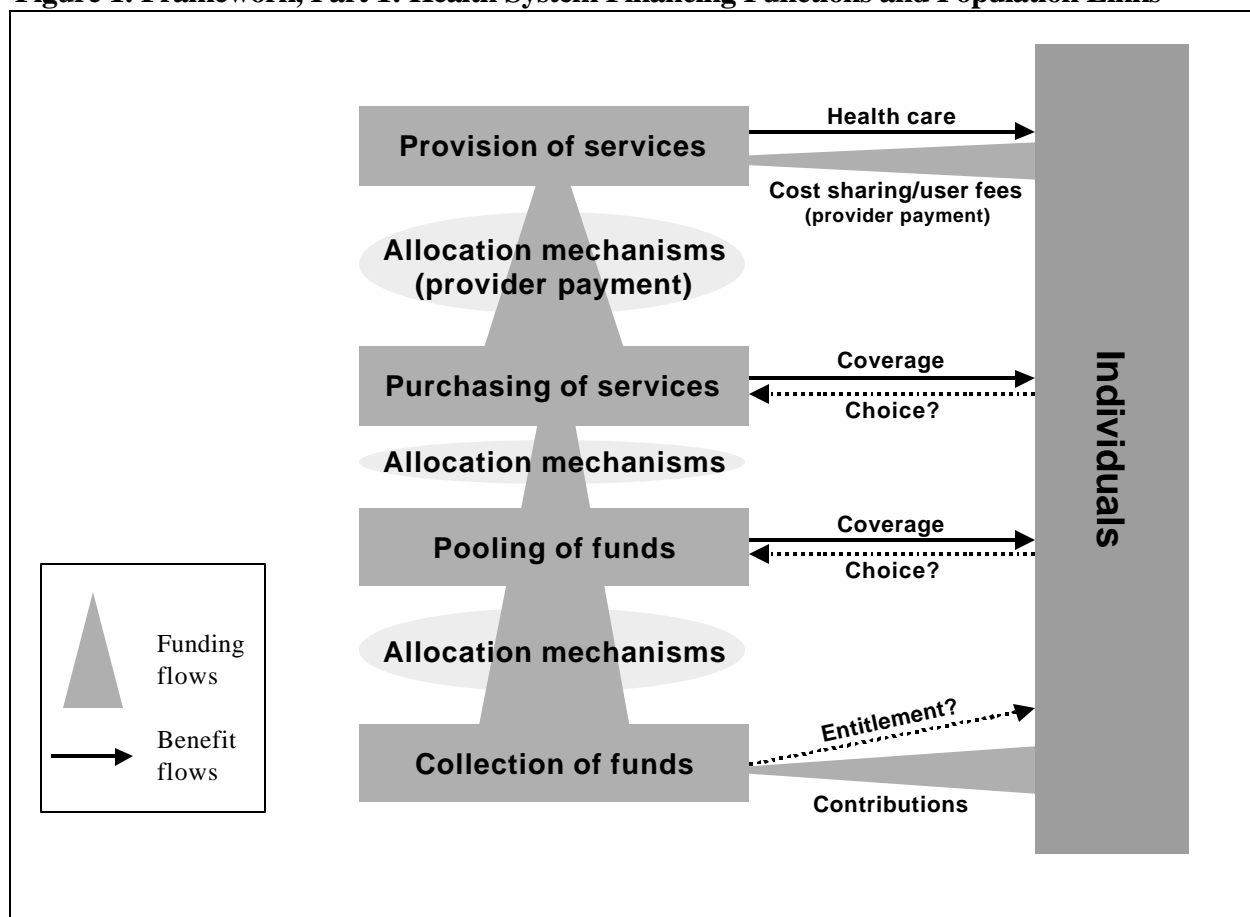 Figure 1. Framework, Part 1: Health System Financing Functions and Population Links
Health care
Provision of services
Cost sharing/user fees
(provider payment)
Allocation mechanisms
(provider payment)
Coverage
Purchasing of services
Choice?
Allocation mechanisms
Coverage
Pooling of funds
Choice?
Individuals
Funding
flows
Allocation mechanisms
Entitlement?
Benefit
flows
Collection of funds
Contributions